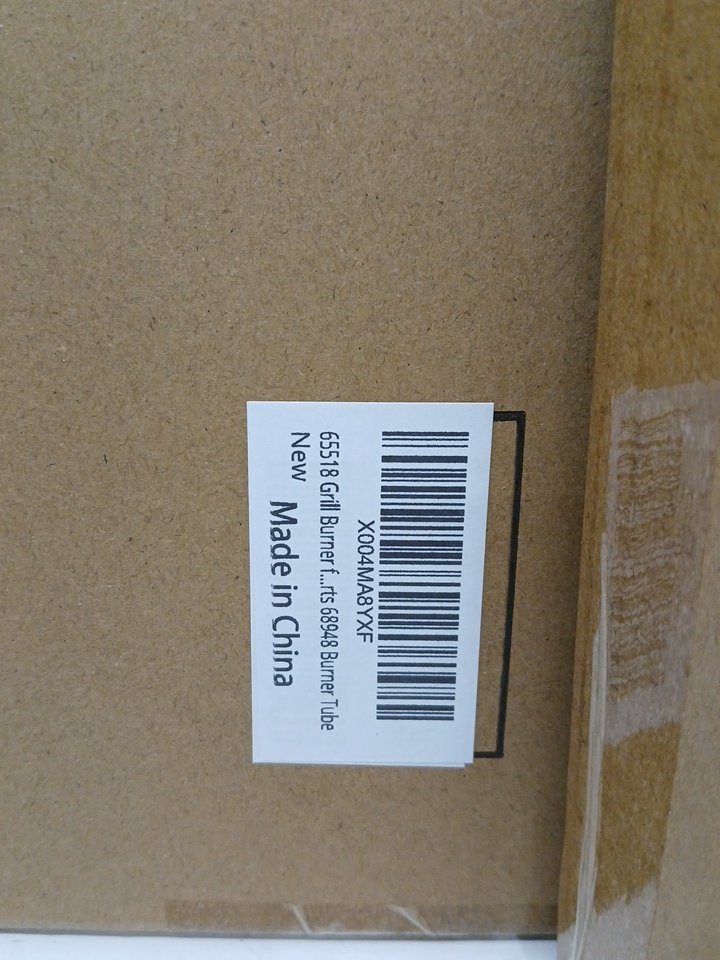 X004MA8YXF
65518 Grill Burner f...rts 68948 Burner Tube
New
Made in China